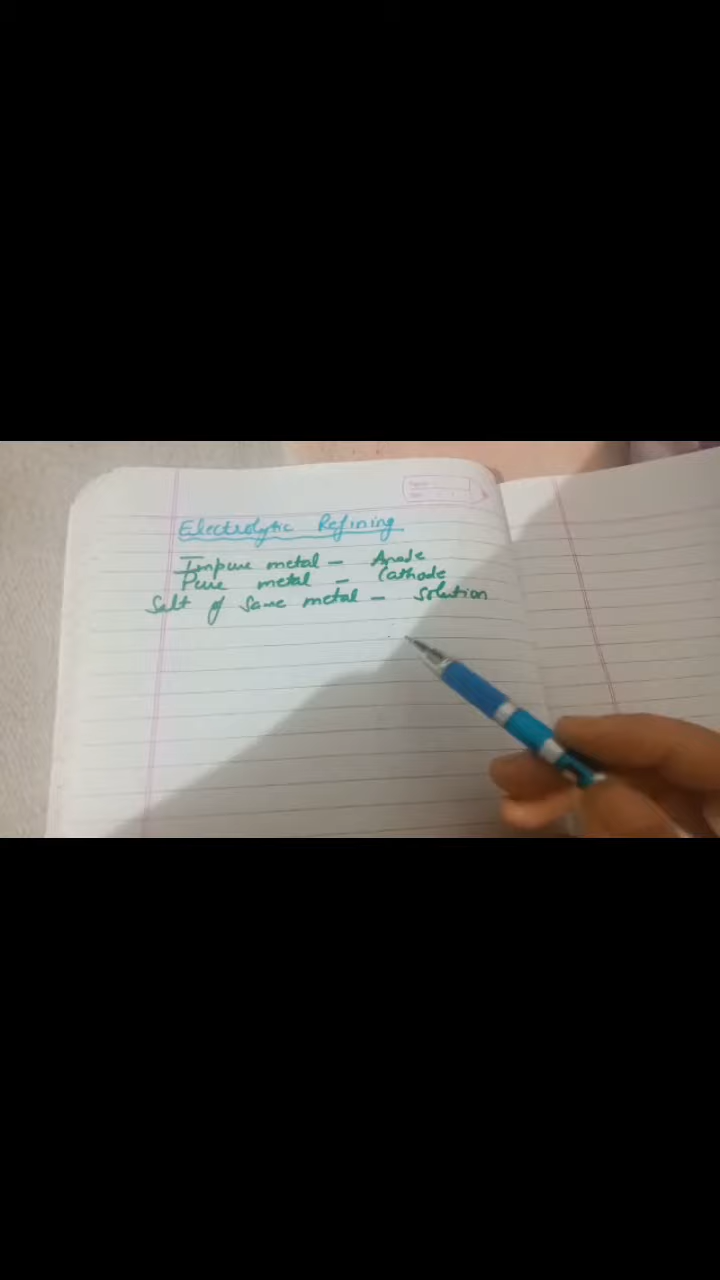 Electrolytic Refining
Impure metal - Anode
Pure metal - Cathode
Salt of same metal - solution